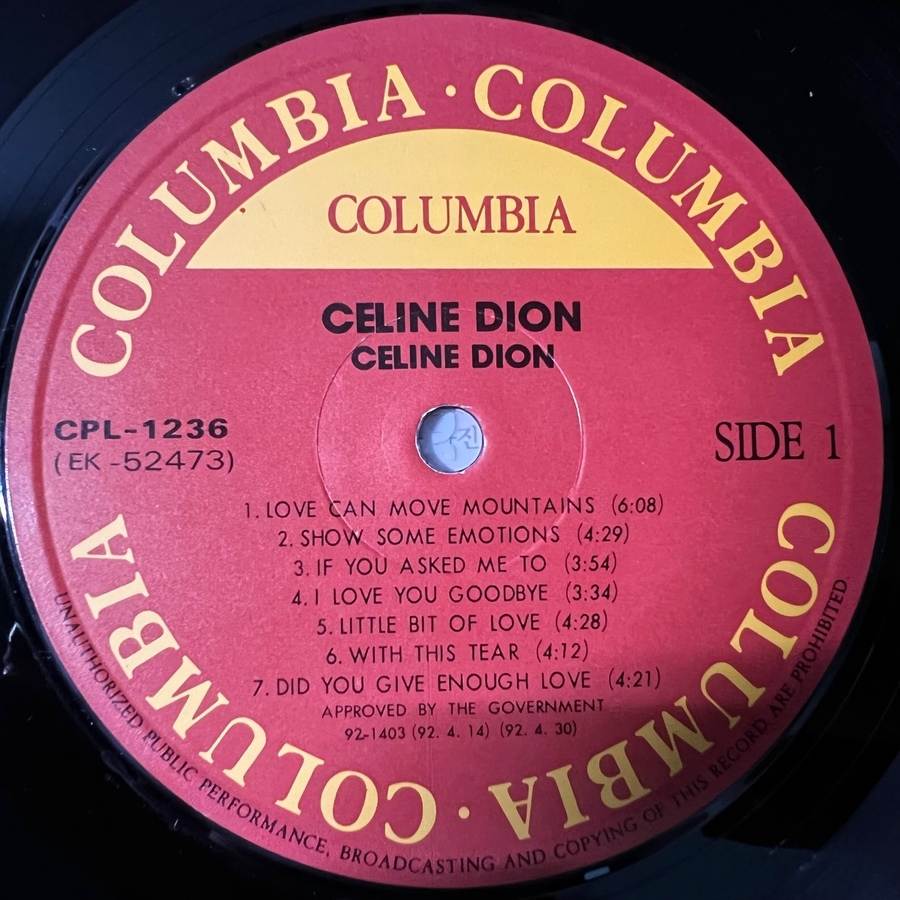 COLUMBIA · COLUMBIA
COLUMBIA
CELINE DION
CELINE DION
CPL-1236
(EK -52473)
SIDE 1
1. LOVE CAN MOVE MOUNTAINS (6:08)
2. SHOW SOME EMOTIONS (4:29)
3. IF YOU ASKED ME TO (3:54)
4. I LOVE YOU GOODBYE (3:34)
5. LITTLE BIT OF LOVE (4:28)
6. WITH THIS TEAR (4:12)
7. DID YOU GIVE ENOUGH LOVE (4:21)
APPROVED BY THE GOVERNMENT
92-1403 (92. 4. 14) (92. 4. 30)
COLUMBIA · COLUMBIA
UNAUTHORIZED PUBLIC PERFORMANCE, BROADCASTING AND COPYING OF THIS RECORD ARE PROHIBITED